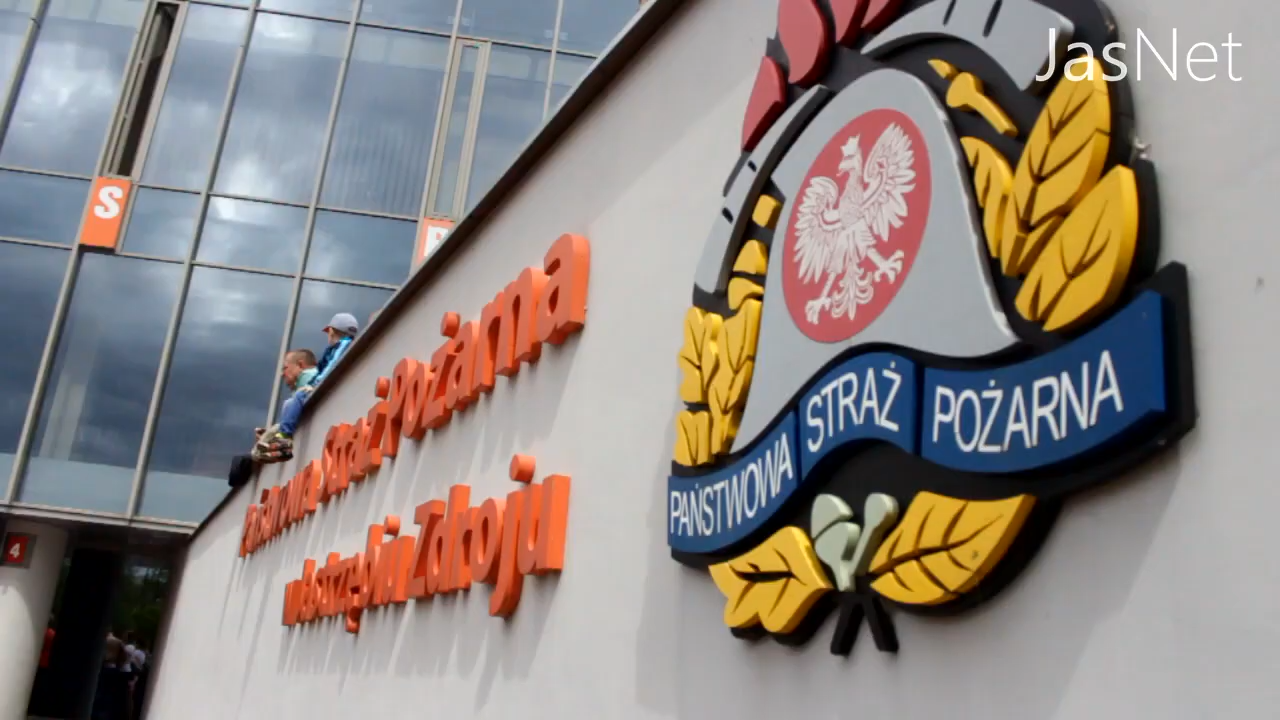 JasNet
S
R
4
Państwowa Straż Pożarna
w Jastrzębiu Zdroju
PAŃSTWOWA STRAŻ POŻARNA